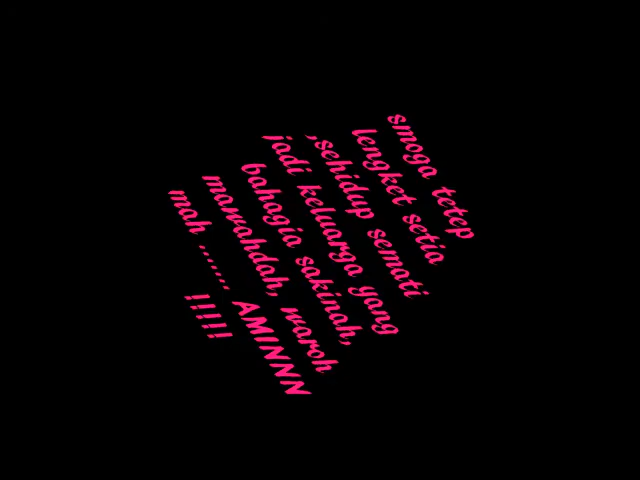 smoga tetep
lengket setia
,sehidup semati
jadi keluarga yang
bahagia sakinah,
mawahdah, waroh
mah ....... AMINNN
!!!!!